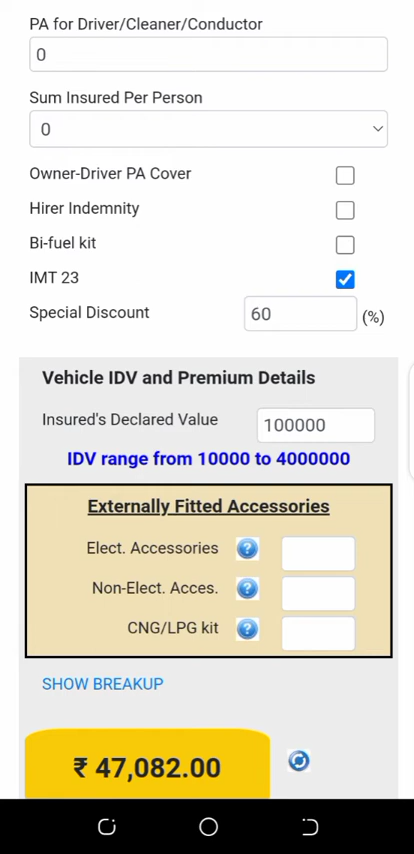 PA for Driver/Cleaner/Conductor
0
Sum Insured Per Person
0
Owner-Driver PA Cover
Hirer Indemnity
Bi-fuel kit
IMT 23
Special Discount 60 (%)
Vehicle IDV and Premium Details
Insured's Declared Value 100000
IDV range from 10000 to 4000000
Externally Fitted Accessories
Elect. Accessories ?
Non-Elect. Acces. ?
CNG/LPG kit ?
SHOW BREAKUP
₹ 47,082.00